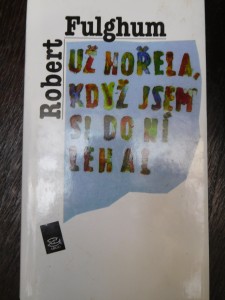 Robert
Fulghum
UŽ HOŘELA,
KDYŽ JSEM
SI DO NÍ
LEHAL